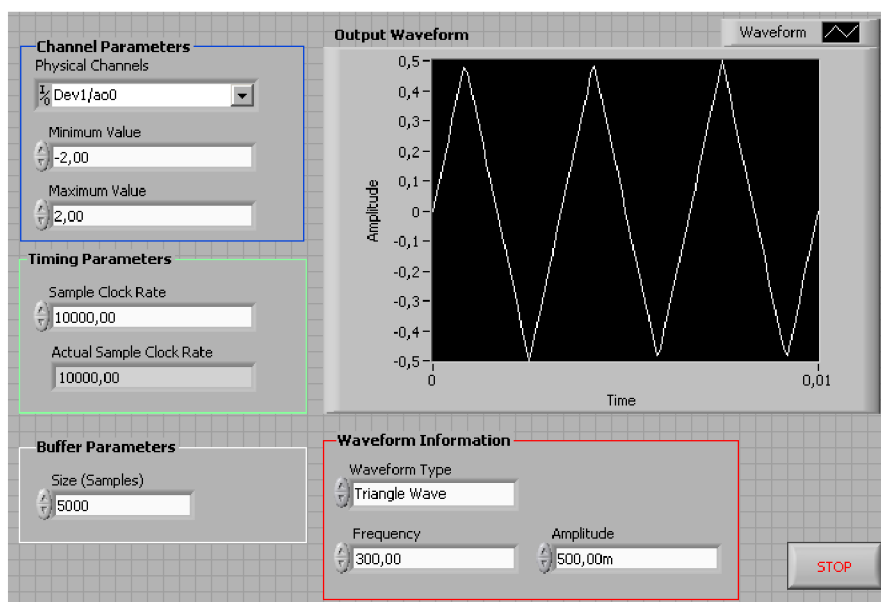 Channel Parameters
Physical Channels
I/O Dev1/ao0
Minimum Value
-2,00
Maximum Value
2,00
Timing Parameters
Sample Clock Rate
10000,00
Actual Sample Clock Rate
10000,00
Buffer Parameters
Size (Samples)
5000
Output Waveform
Waveform
0,5
0,4
0,3
0,2
0,1
0
-0,1
-0,2
-0,3
-0,4
-0,5
Amplitude
0
0,01
Time
Waveform Information
Waveform Type
Triangle Wave
Frequency
300,00
Amplitude
500,00m
STOP